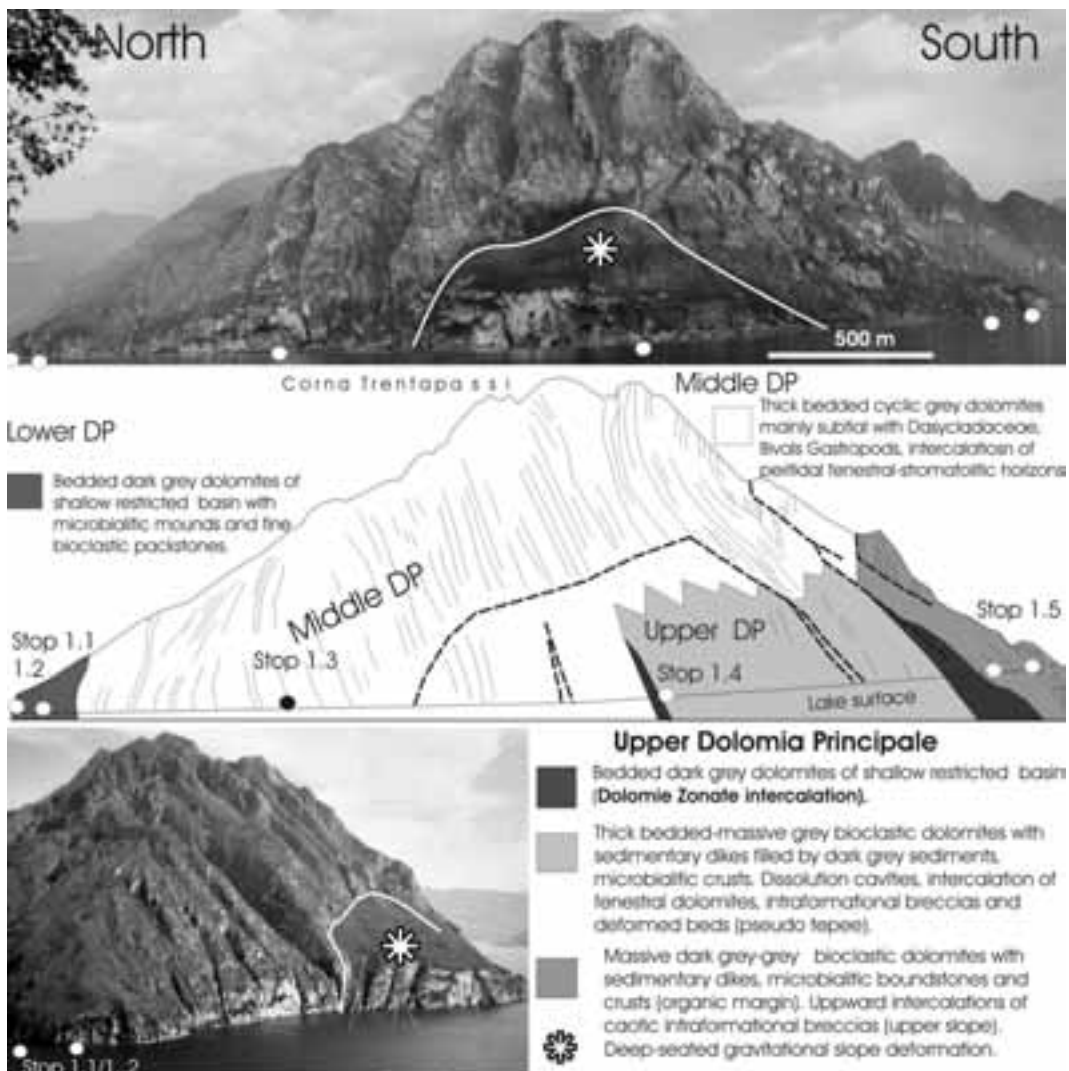 North
South
500 m
Corna Trentapassi
Middle DP
Thick bedded cyclic grey dolomites
mainly subtial with Dasycladaceae,
Bivals Gastropods, intercalatiosn of
peritidal fenestral-stromatolitic horizons
Lower DP
Bedded dark grey dolomites of
shallow restricted basin with
microbialitic mounds and fine
bioclastic packstones.
Middle DP
Stop 1.1
1.2
Stop 1.3
Upper DP
Stop 1.4
Stop 1.5
Lake surface
Upper Dolomia Principale
Bedded dark grey dolomites of shallow restricted basin
(Dolomie Zonate intercalation).
Thick bedded-massive grey bioclastic dolomites with
sedimentary dikes filled by dark grey sediments,
microbialitic crusts. Dissolution cavities, intercalation of
fenestral dolomites, intraformational breccias and
deformed beds (pseudo tepee).
Massive dark grey-grey bioclastic dolomites with
sedimentary dikes, microbialitic boundstones and
crusts (organic margin). Uppward intercalations of
caotic intraformational breccias (upper slope).
Deep-seated gravitational slope deformation.
Stop 1.1/1.2